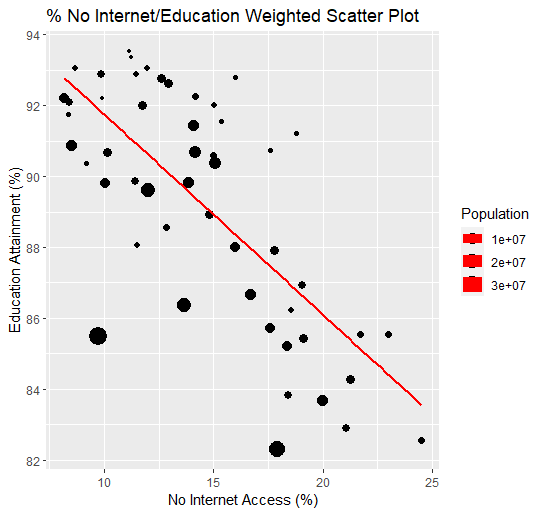 % No Internet/Education Weighted Scatter Plot
94
92
90
88
86
84
82
Education Attainment (%)
10
15
20
25
No Internet Access (%)
Population
1e+07
2e+07
3e+07